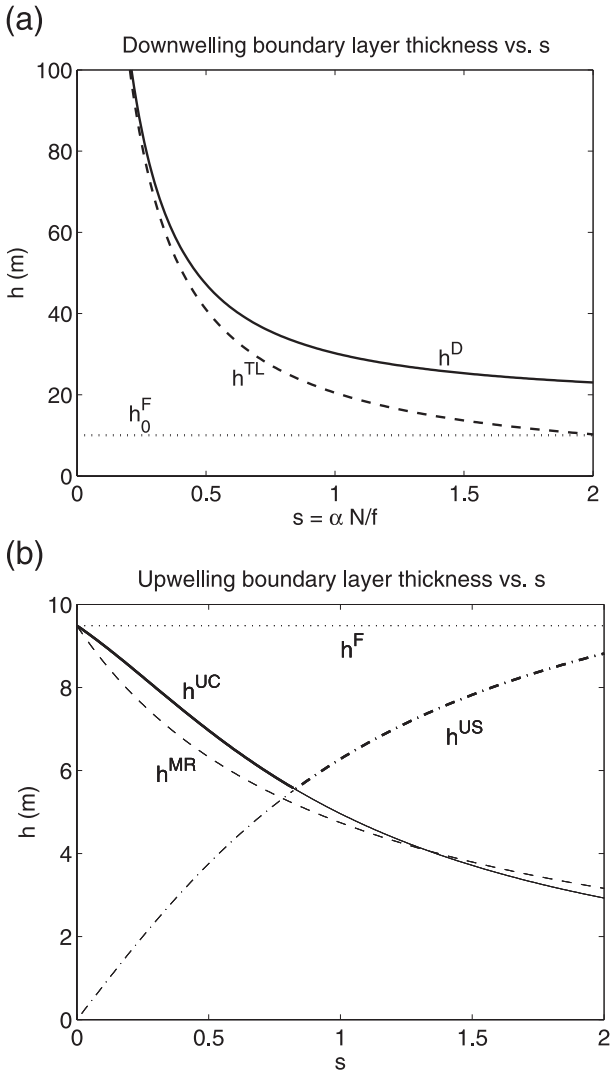 (a)
Downwelling boundary layer thickness vs. s
100
80
60
40
20
0
h (m)
h^D
h^TL
h_0^F
0 0.5 1 1.5 2
s = α N/f
(b)
Upwelling boundary layer thickness vs. s
10
8
6
4
2
0
h (m)
h^F
h^UC
h^US
h^MR
0 0.5 1 1.5 2
s